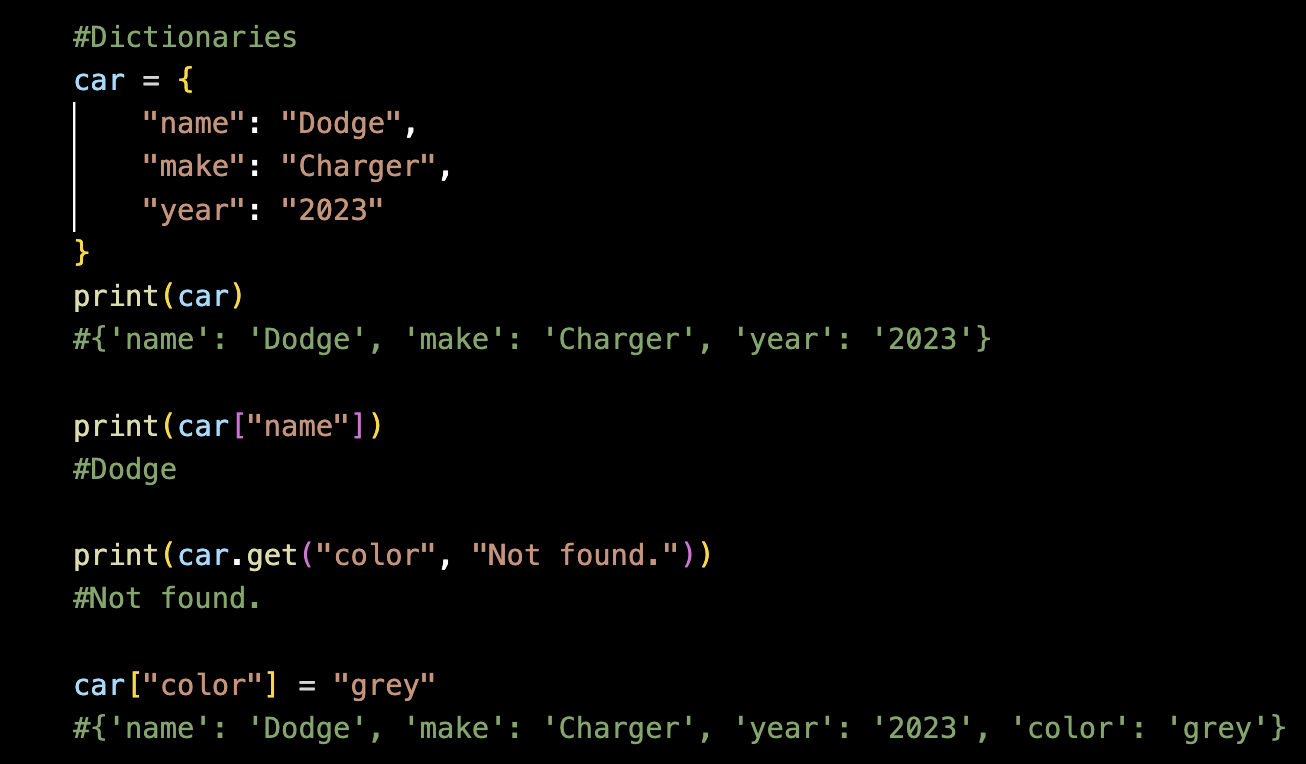 #Dictionaries
car = {
    "name": "Dodge",
    "make": "Charger",
    "year": "2023"
}
print(car)
#{'name': 'Dodge', 'make': 'Charger', 'year': '2023'}
print(car["name"])
#Dodge
print(car.get("color", "Not found."))
#Not found.
car["color"] = "grey"
#{'name': 'Dodge', 'make': 'Charger', 'year': '2023', 'color': 'grey'}